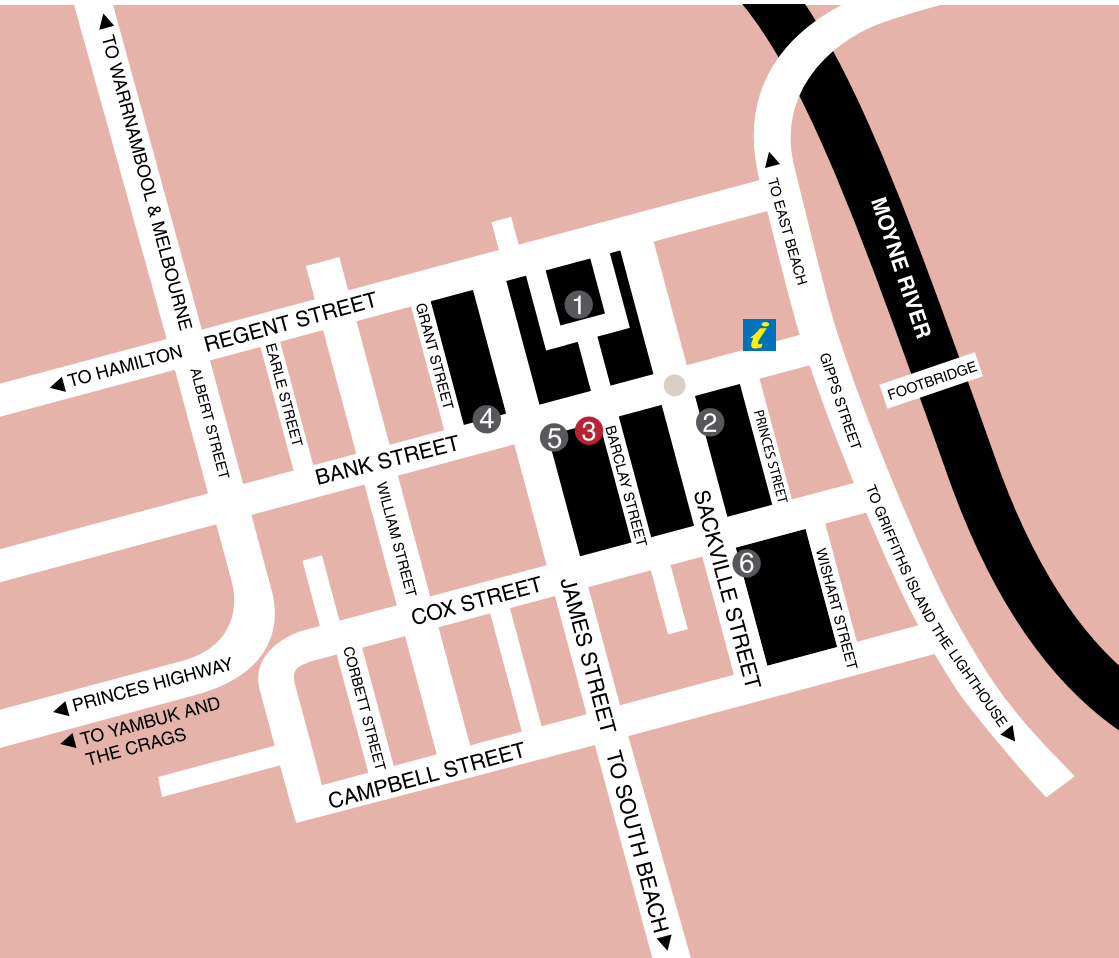 TO WARRNAMBOOL & MELBOURNE
MOYNE RIVER
TO EAST BEACH
REGENT STREET
TO HAMILTON
1
i
GRANT STREET
EARLE STREET
ALBERT STREET
FOOTBRIDGE
GIPPS STREET
4
5
3
2
PRINCES STREET
BARCLAY STREET
BANK STREET
WILLIAM STREET
SACKVILLE STREET
TO GRIFFITHS ISLAND THE LIGHTHOUSE
6
WISHART STREET
COX STREET
JAMES STREET
CORBETT STREET
PRINCES HIGHWAY
TO YAMBUK AND
THE CRAGS
CAMPBELL STREET
TO SOUTH BEACH